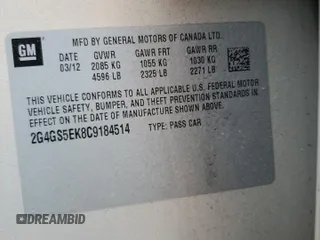 GM
MFD BY GENERAL MOTORS OF CANADA LTD.
DATE GVWR GAWR FRT GAWR RR
03/12 2085 KG 1055 KG 1030 KG
4596 LB 2325 LB 2271 LB
THIS VEHICLE CONFORMS TO ALL APPLICABLE U.S. FEDERAL MOTOR
VEHICLE SAFETY, BUMPER, AND THEFT PREVENTION STANDARDS IN
EFFECT ON THE DATE OF MANUFACTURE SHOWN ABOVE.
2G4GS5EK8C9184514 TYPE: PASS CAR
DREAMBID